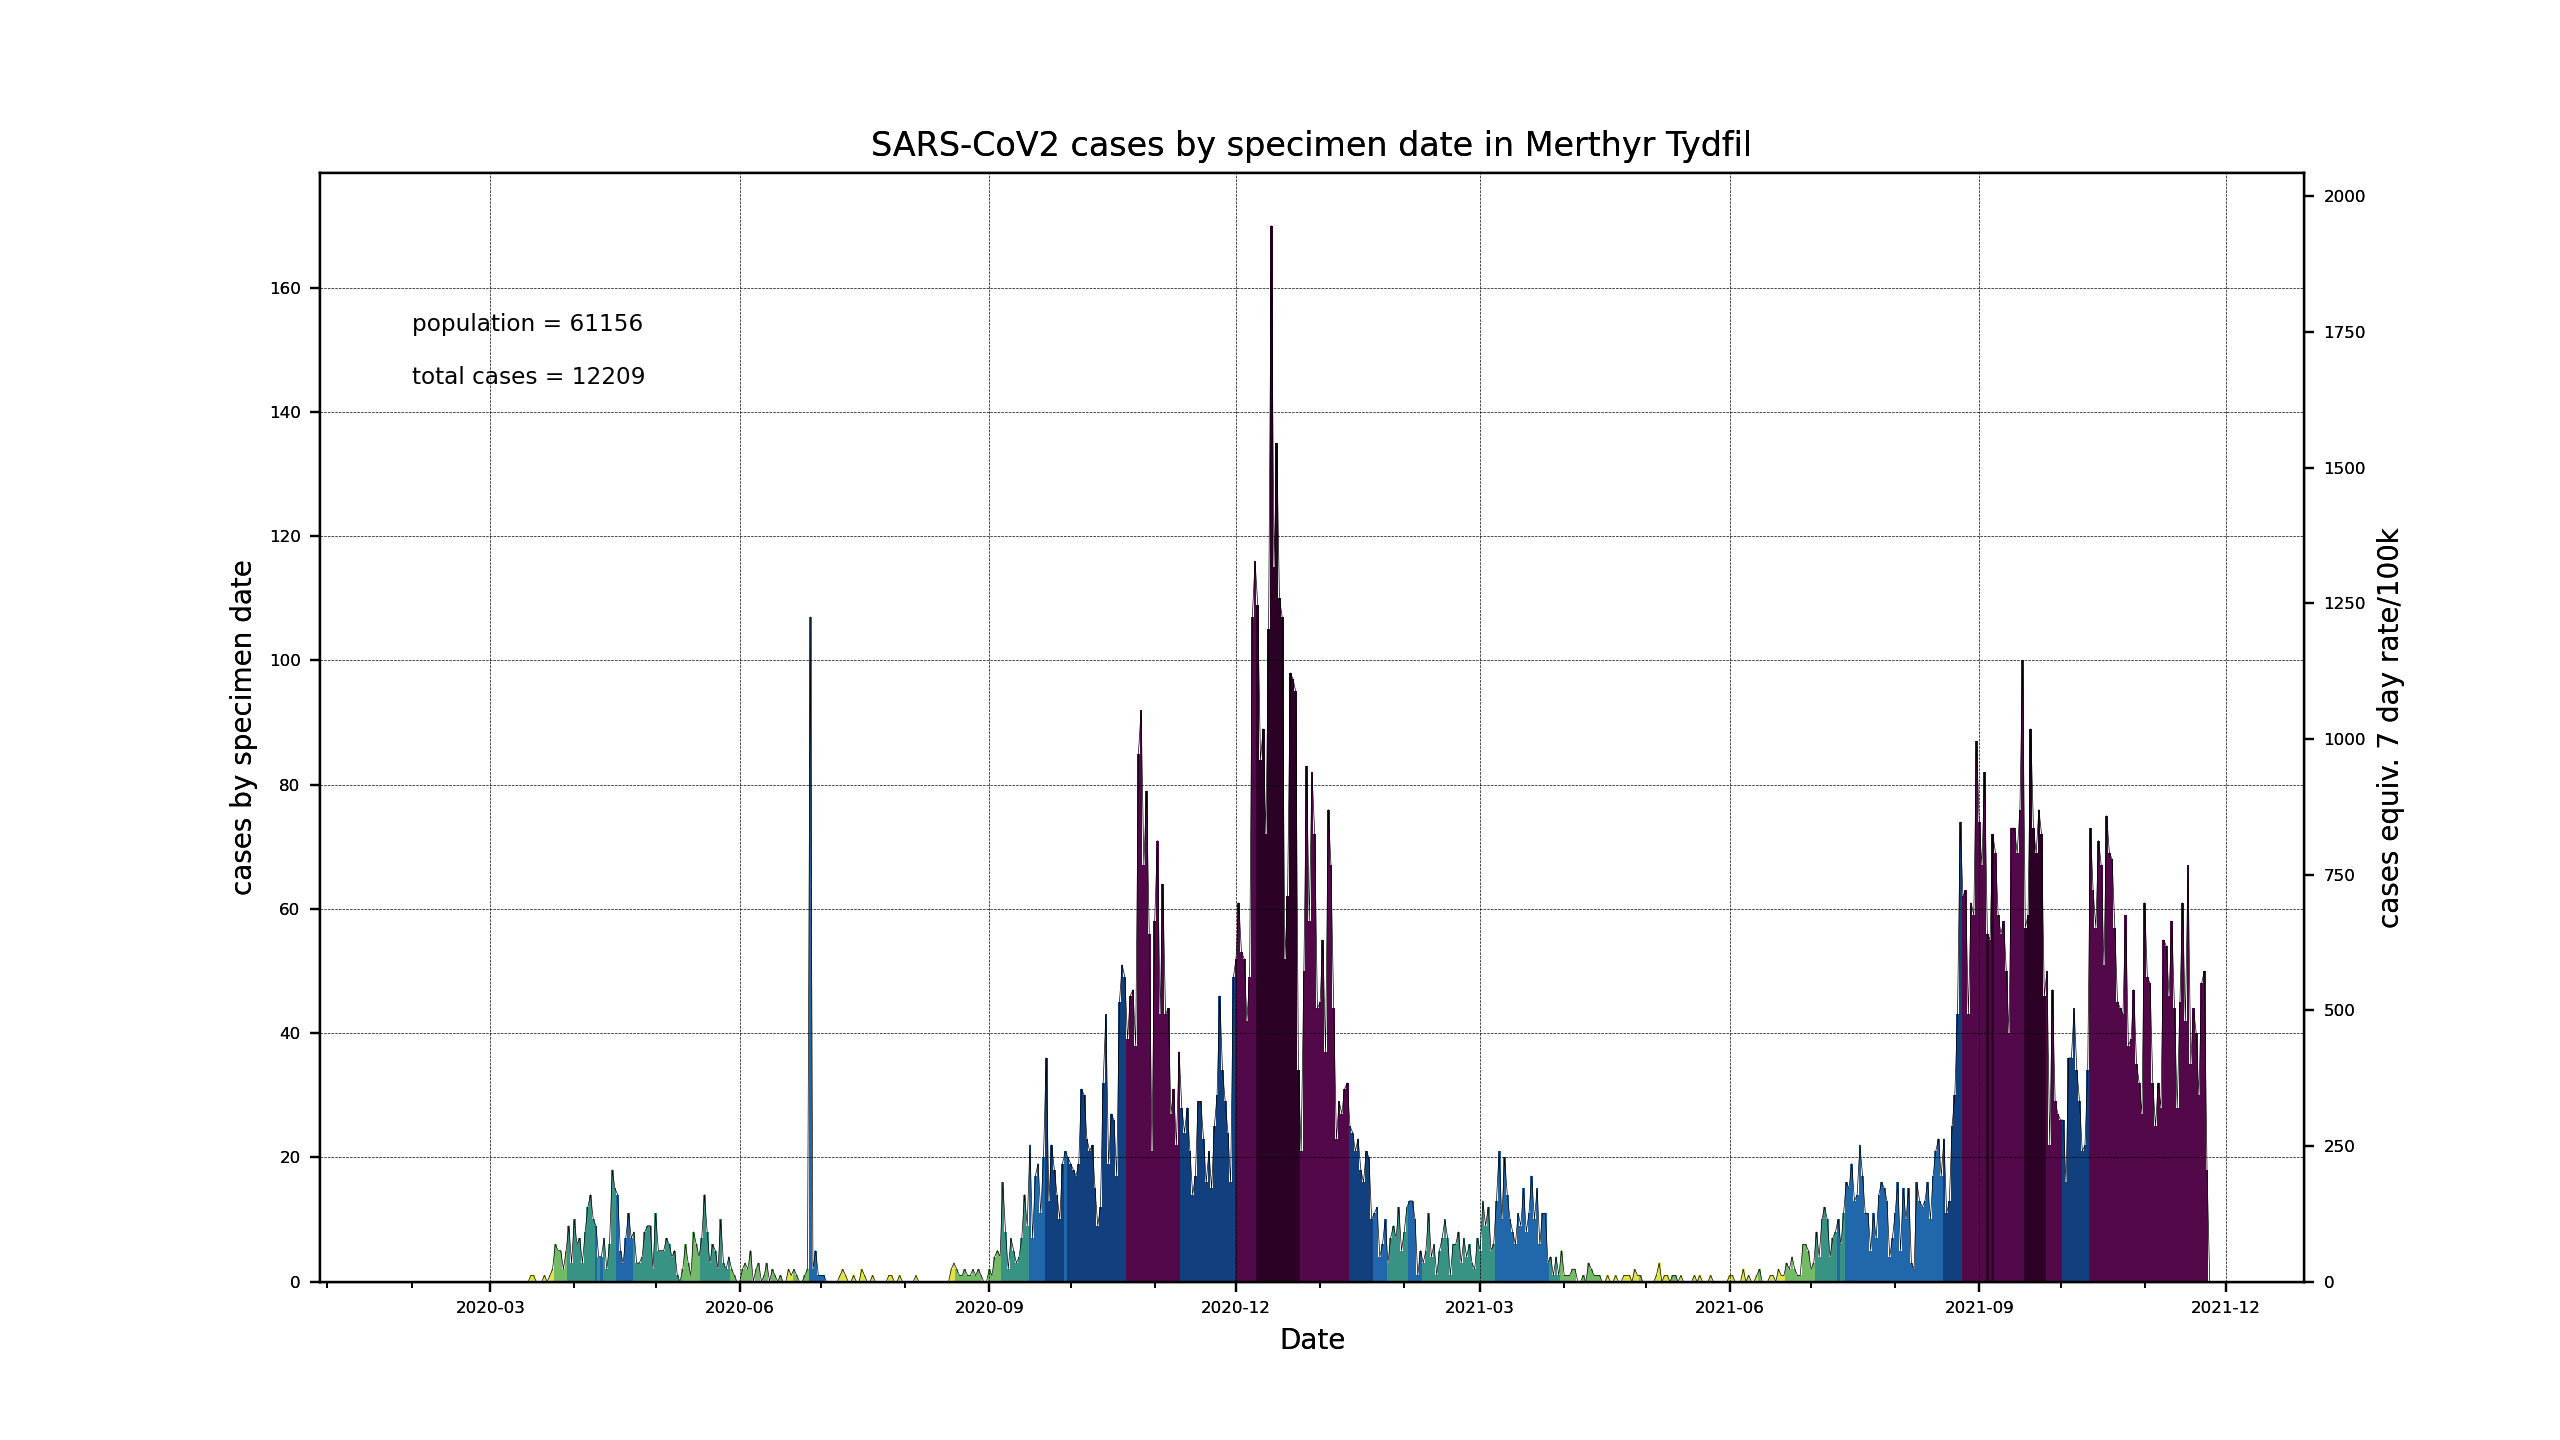 SARS-CoV2 cases by specimen date in Merthyr Tydfil
population = 61156
total cases = 12209
cases by specimen date
160
140
120
100
80
60
40
20
0
2000
1750
1500
1250
1000
750
500
250
0
cases equiv. 7 day rate/100k
2020-03 2020-06 2020-09 2020-12 2021-03 2021-06 2021-09 2021-12
Date